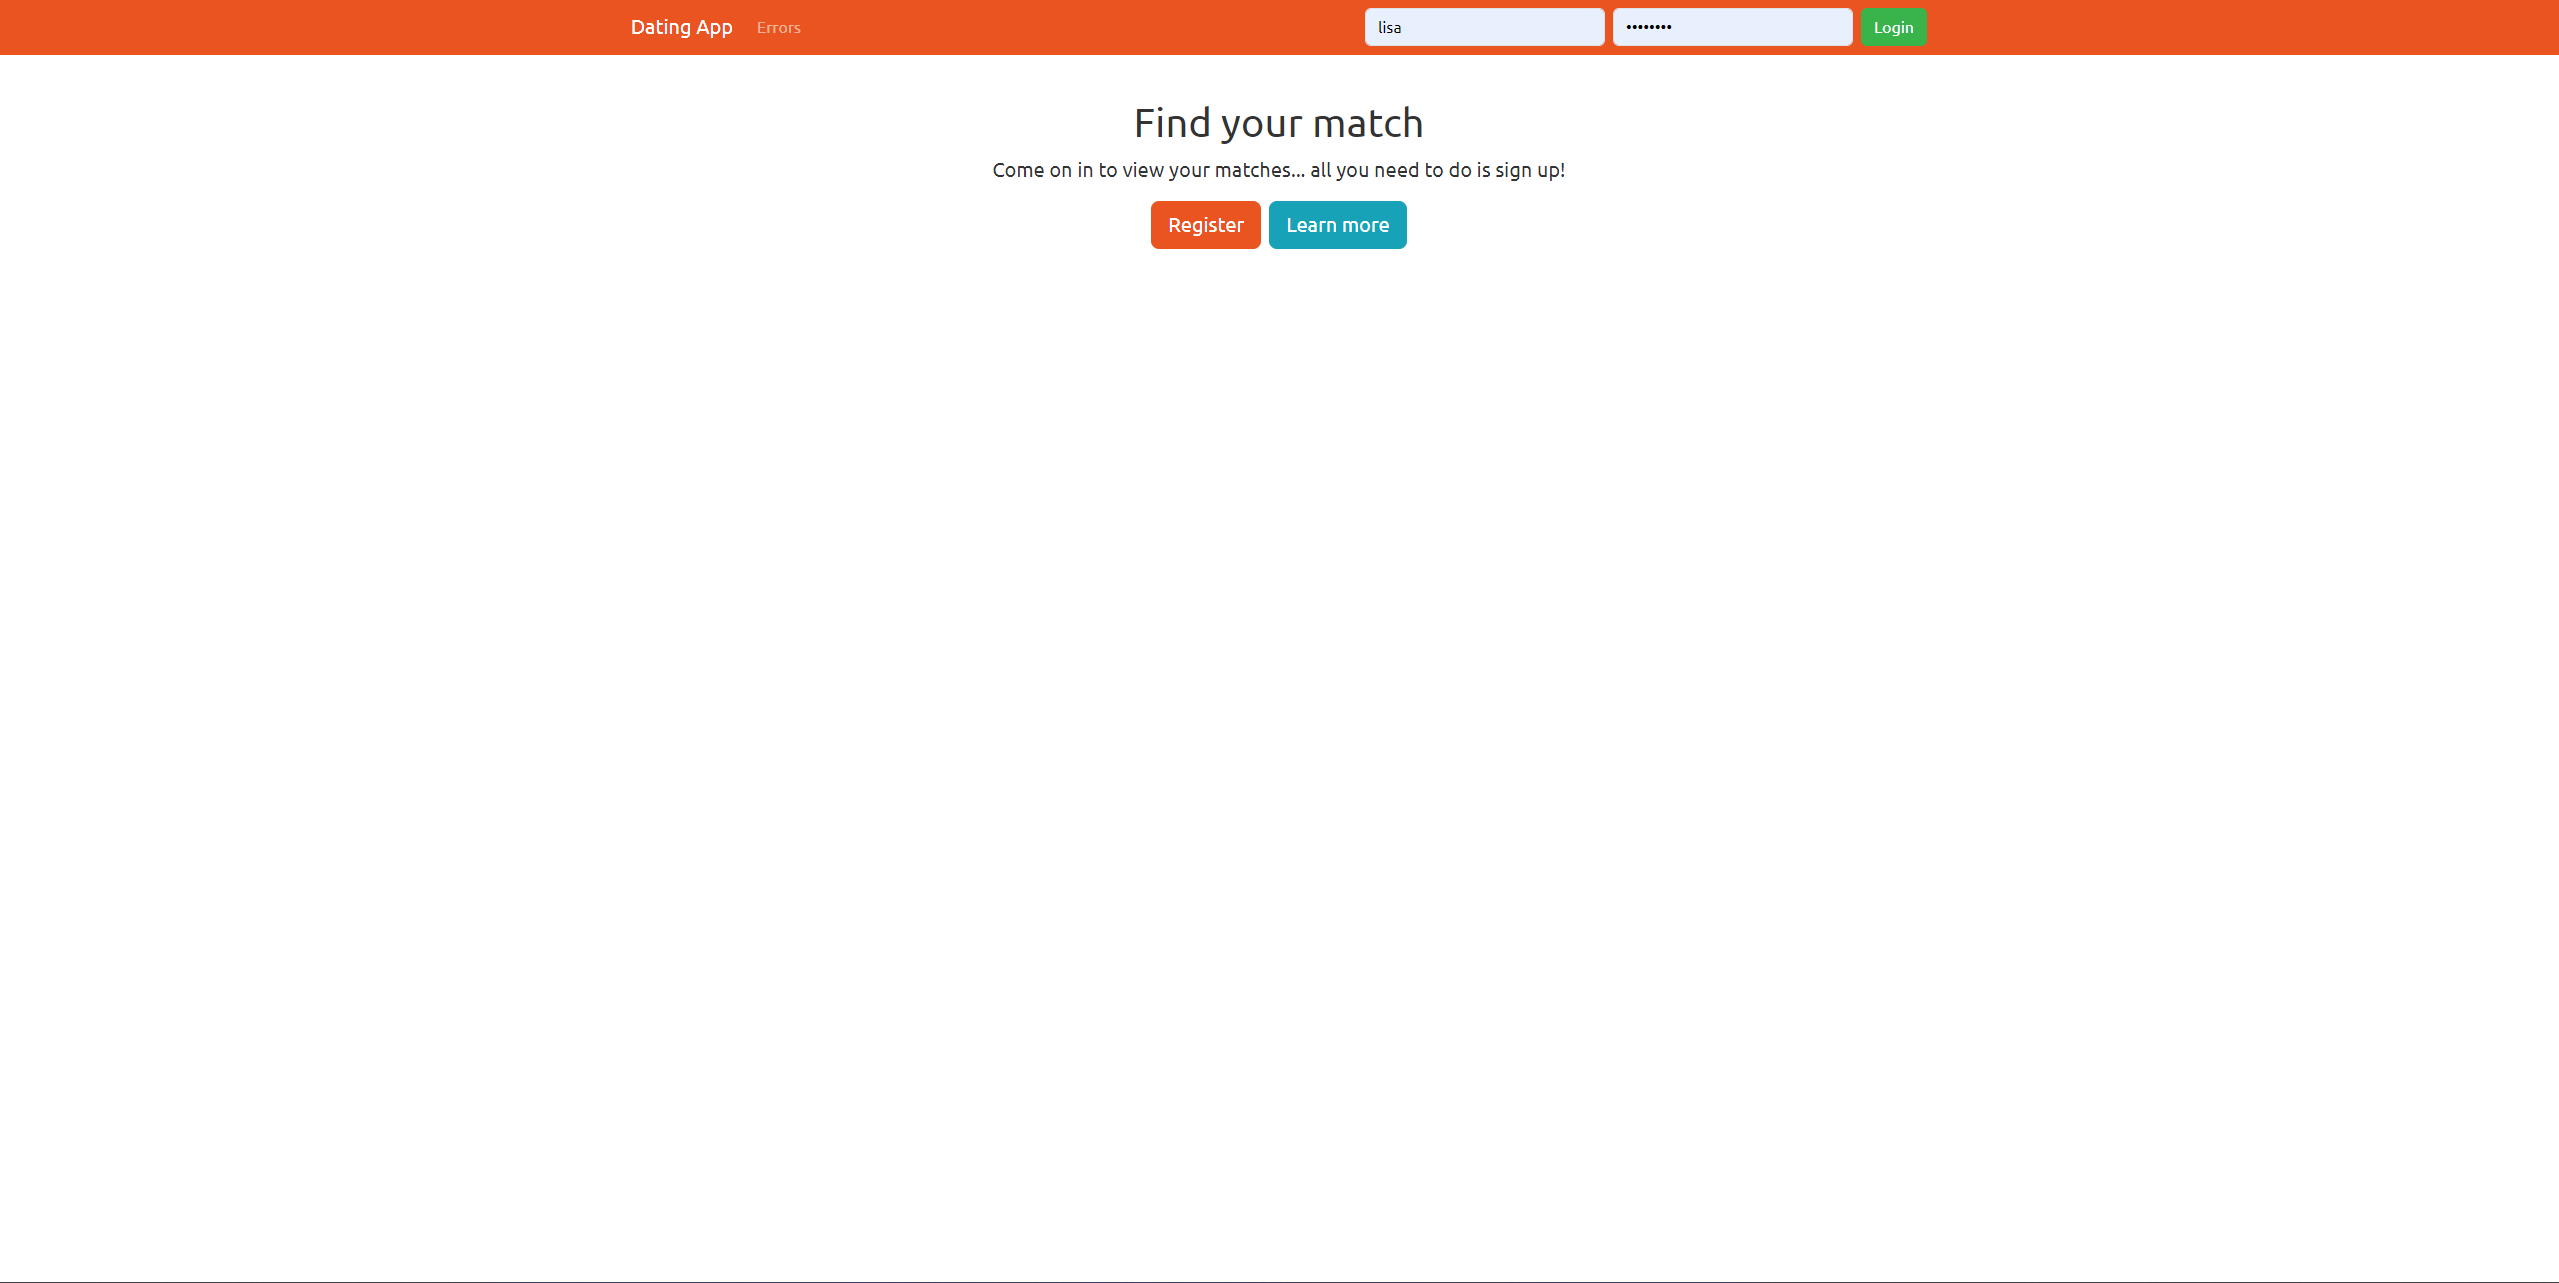 Dating App Errors lisa •••••••• Login
Find your match
Come on in to view your matches... all you need to do is sign up!
Register Learn more